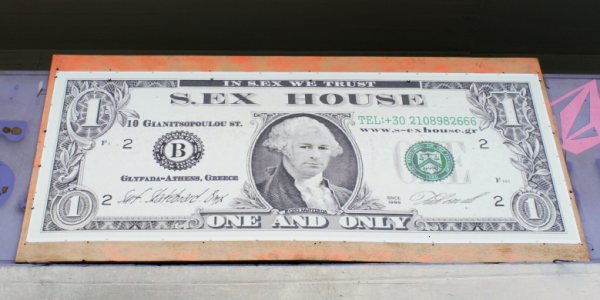 IN S.EX WE TRUST
S.EX HOUSE
1
1
10 GIANITSOPOULOU ST.
TEL:+30 2108982666
www.s-exhouse.gr
2
2
B
GLYFADA-ATHENS, GREECE
SINCE
1989
2
2
1
1
ONE AND ONLY